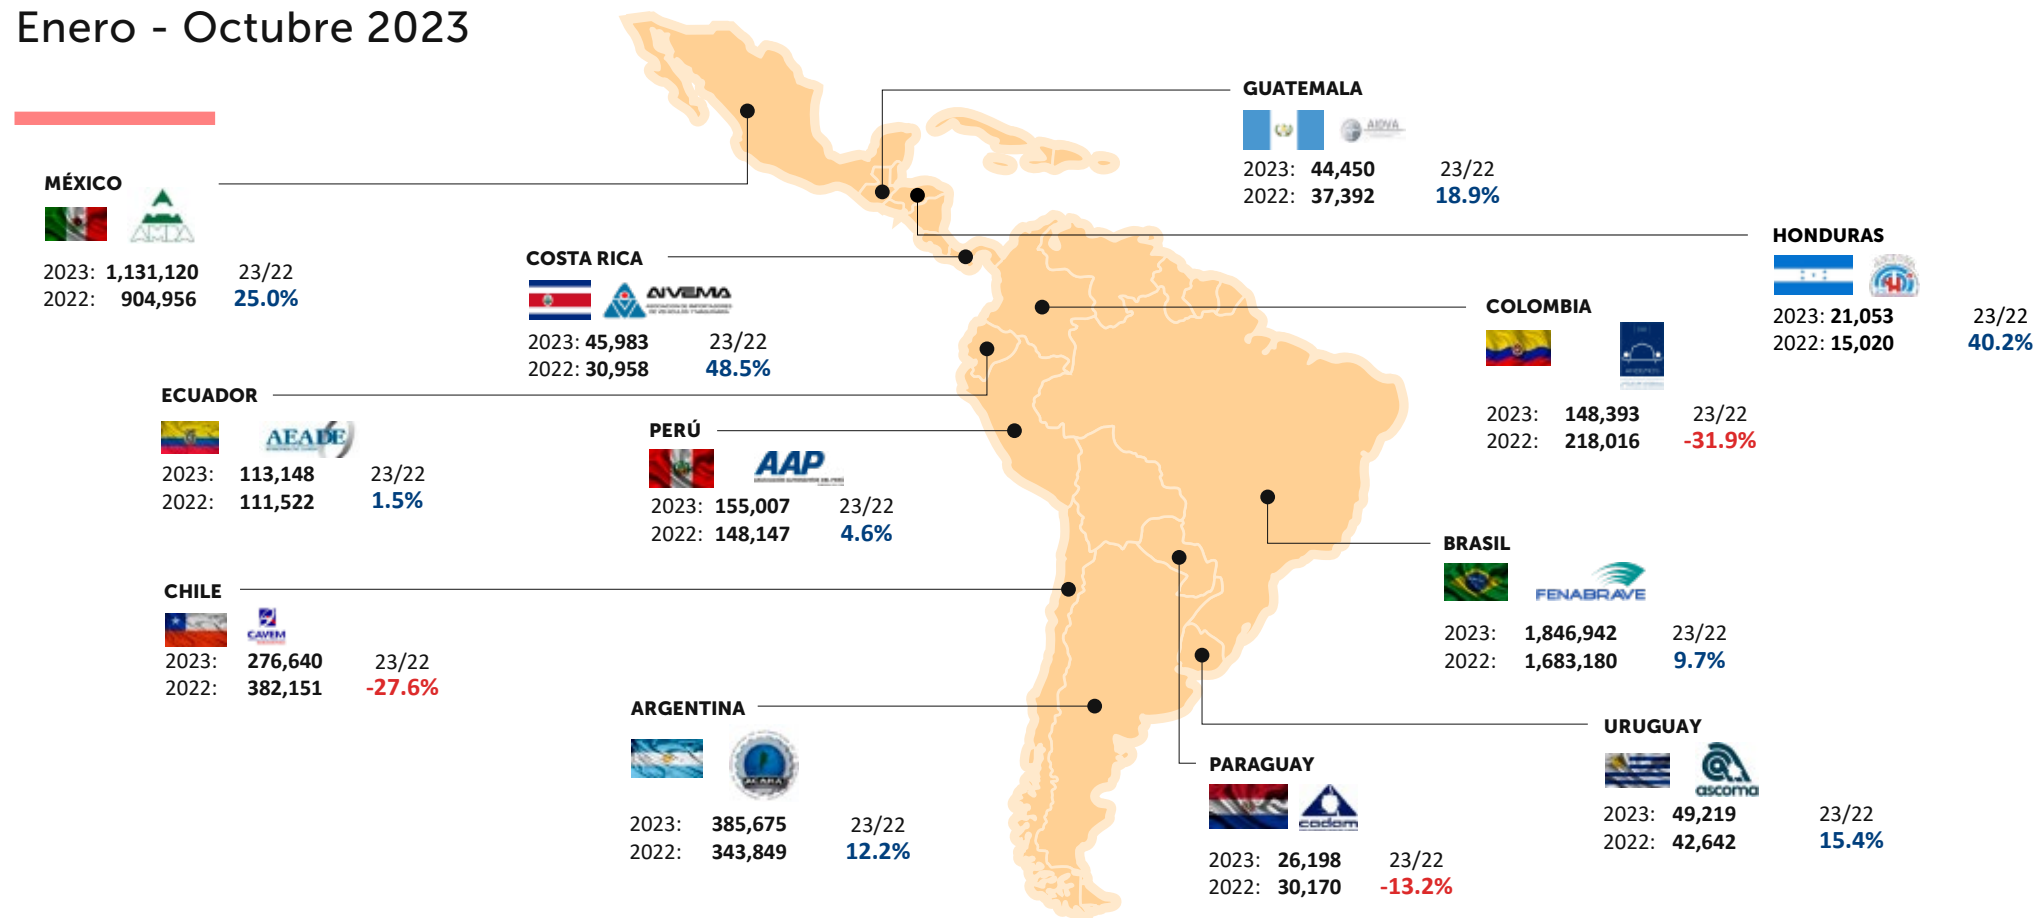 Enero - Octubre 2023
MÉXICO
AMDA
2023: 1,131,120 23/22
2022: 904,956 25.0%
GUATEMALA
AIDVA
2023: 44,450 23/22
2022: 37,392 18.9%
HONDURAS
2023: 21,053 23/22
2022: 15,020 40.2%
COSTA RICA
AIVEMA
2023: 45,983 23/22
2022: 30,958 48.5%
COLOMBIA
2023: 148,393 23/22
2022: 218,016 -31.9%
ECUADOR
AEADE
2023: 113,148 23/22
2022: 111,522 1.5%
PERÚ
AAP
2023: 155,007 23/22
2022: 148,147 4.6%
BRASIL
FENABRAVE
2023: 1,846,942 23/22
2022: 1,683,180 9.7%
CHILE
CAVEM
2023: 276,640 23/22
2022: 382,151 -27.6%
ARGENTINA
ACARA
2023: 385,675 23/22
2022: 343,849 12.2%
PARAGUAY
cadam
2023: 26,198 23/22
2022: 30,170 -13.2%
URUGUAY
ascoma
2023: 49,219 23/22
2022: 42,642 15.4%